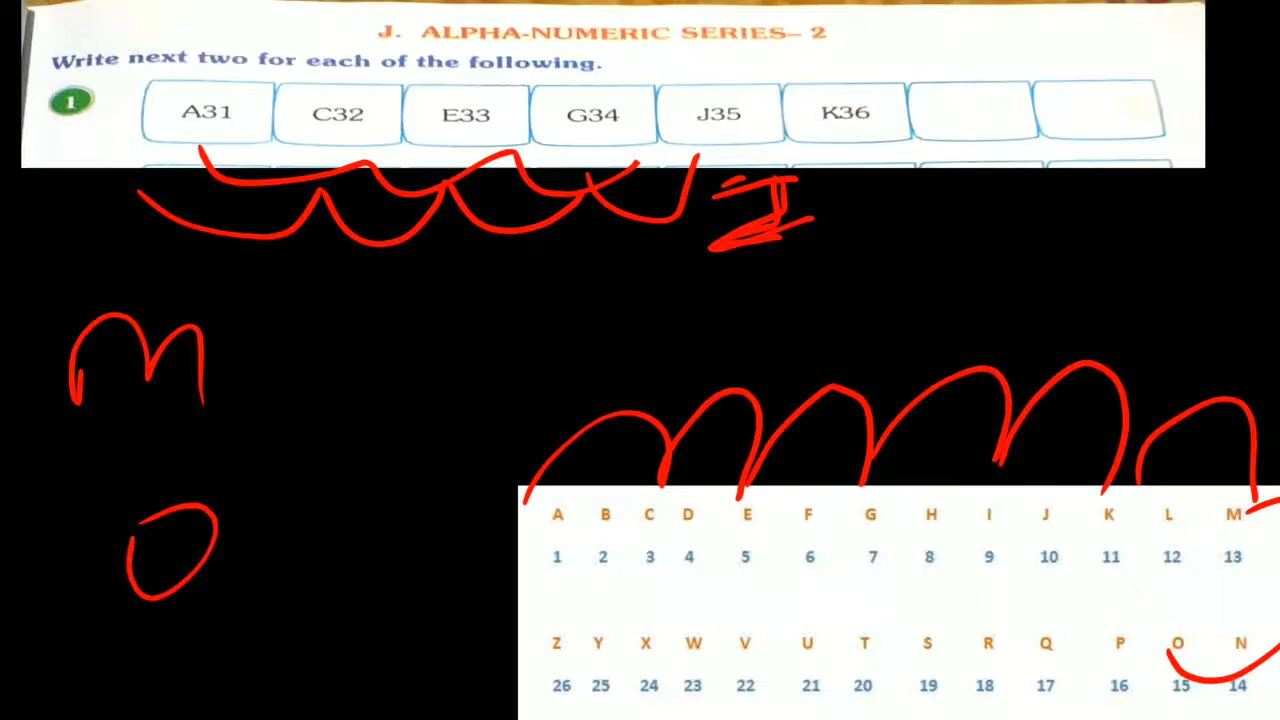 J. ALPHA-NUMERIC SERIES– 2
Write next two for each of the following.
1 A31 C32 E33 G34 J35 K36
I
M
O
A B C D E F G H I J K L M
1 2 3 4 5 6 7 8 9 10 11 12 13
Z Y X W V U T S R Q P O N
26 25 24 23 22 21 20 19 18 17 16 15 14